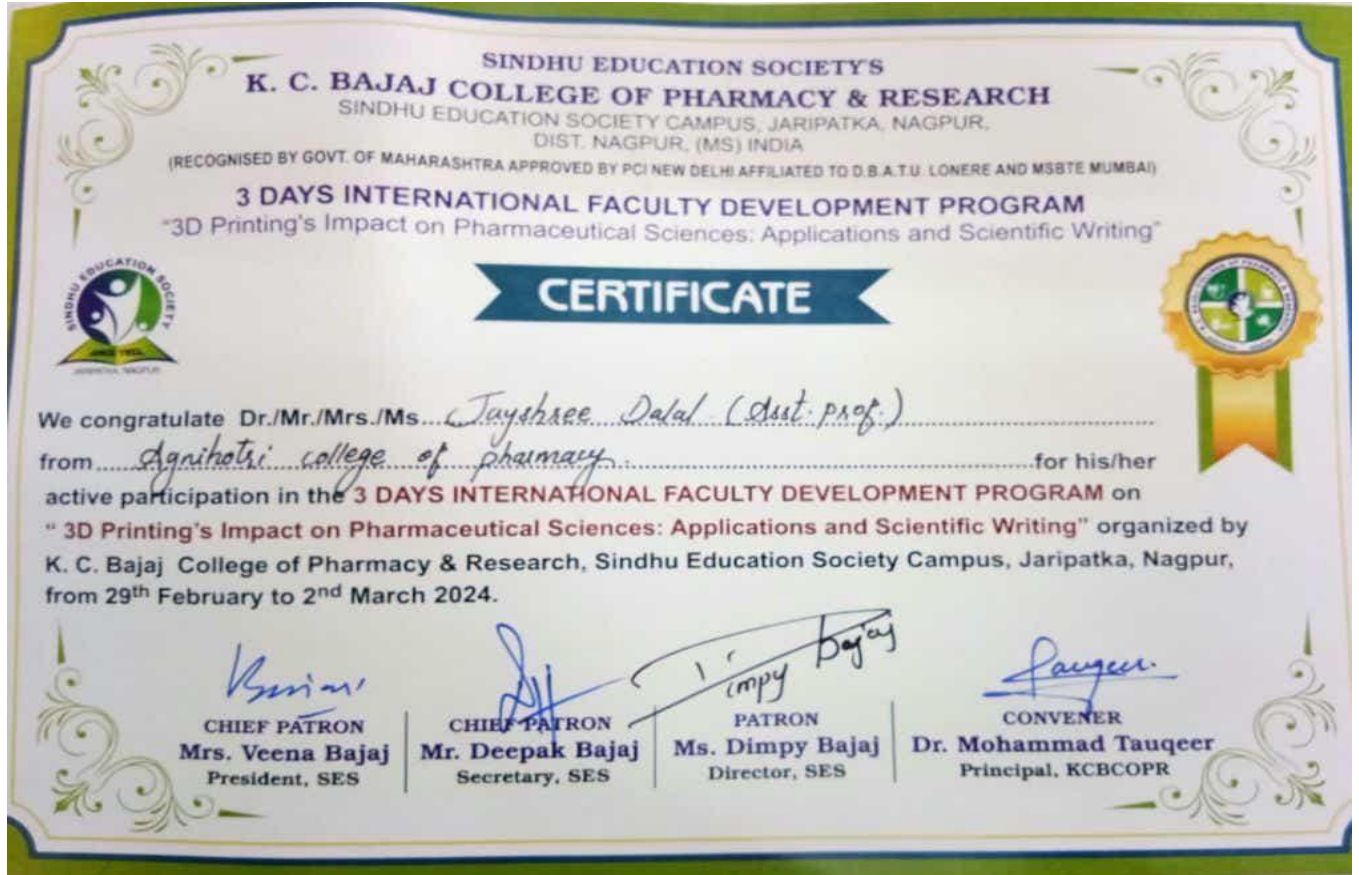 SINDHU EDUCATION SOCIETY'S
K. C. BAJAJ COLLEGE OF PHARMACY & RESEARCH
SINDHU EDUCATION SOCIETY CAMPUS, JARIPATKA, NAGPUR,
DIST. NAGPUR, (MS) INDIA
(RECOGNISED BY GOVT. OF MAHARASHTRA APPROVED BY PCI NEW DELHI AFFILIATED TO D.B.A.T.U. LONERE AND MSBTE MUMBAI)
3 DAYS INTERNATIONAL FACULTY DEVELOPMENT PROGRAM
"3D Printing's Impact on Pharmaceutical Sciences: Applications and Scientific Writing"
SINDHU EDUCATION SOCIETY
JARIPATKA, NAGPUR
CERTIFICATE
We congratulate Dr./Mr./Mrs./Ms. Jayshree Dalal (Asst. prof.)
from Agnihotri college of pharmacy. for his/her
active participation in the 3 DAYS INTERNATIONAL FACULTY DEVELOPMENT PROGRAM on
" 3D Printing's Impact on Pharmaceutical Sciences: Applications and Scientific Writing" organized by
K. C. Bajaj College of Pharmacy & Research, Sindhu Education Society Campus, Jaripatka, Nagpur,
from 29th February to 2nd March 2024.
Dimpy Bajaj
CHIEF PATRON
Mrs. Veena Bajaj
President, SES
CHIEF PATRON
Mr. Deepak Bajaj
Secretary, SES
PATRON
Ms. Dimpy Bajaj
Director, SES
CONVENER
Dr. Mohammad Tauqeer
Principal, KCBCOPR